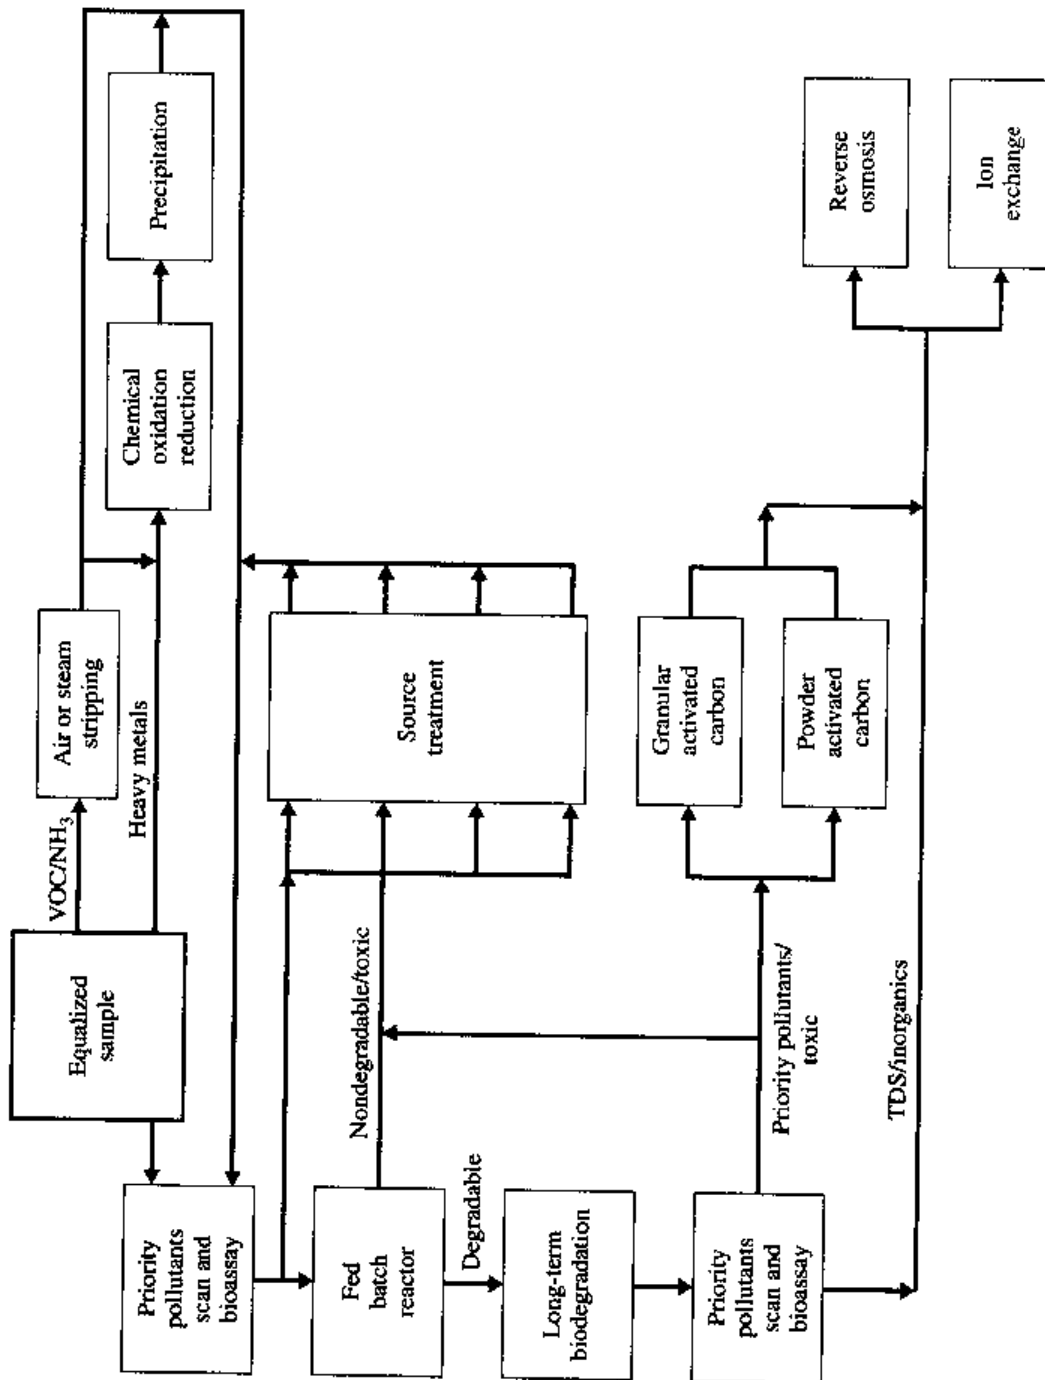 Equalized
sample
VOC/NH3
Heavy metals
Air or steam
stripping
Chemical
oxidation
reduction
Precipitation
Priority
pollutants
scan and
bioassay
Fed
batch
reactor
Nondegradable/toxic
Source
treatment
Degradable
Long-term
biodegradation
Priority
pollutants
scan and
bioassay
Priority pollutants/
toxic
Granular
activated
carbon
Powder
activated
carbon
TDS/inorganics
Reverse
osmosis
Ion
exchange